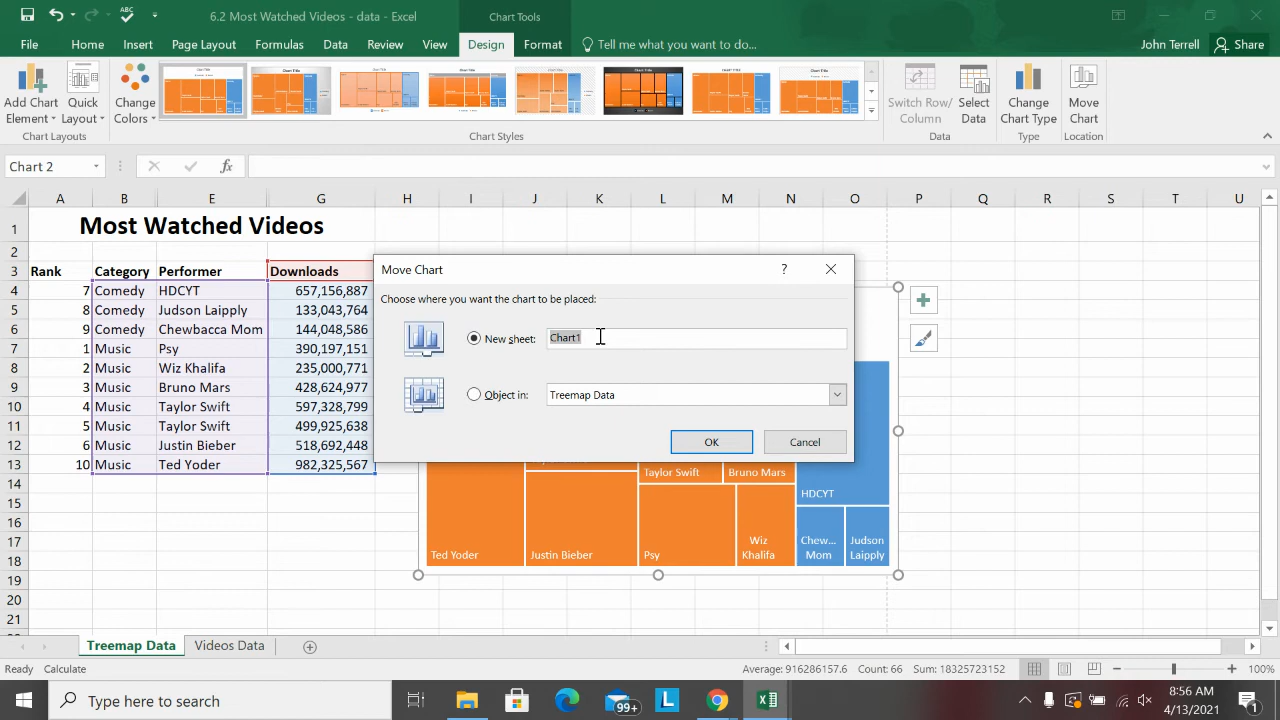 ABC
6.2 Most Watched Videos - data - Excel
Chart Tools
File Home Insert Page Layout Formulas Data Review View Design Format Tell me what you want to do... John Terrell Share
Add Chart Element Quick Layout Change Colors
Switch Row/ Column Select Data Change Chart Type Move Chart
Chart Layouts Chart Styles Data Type Location
Chart 2 fx
A B E G H I J K L M N O P Q R S T U
1 Most Watched Videos
2
3 Rank Category Performer Downloads
4 7 Comedy HDCYT 657,156,887
5 8 Comedy Judson Laipply 133,043,764
6 9 Comedy Chewbacca Mom 144,048,586
7 1 Music Psy 390,197,151
8 2 Music Wiz Khalifa 235,000,771
9 3 Music Bruno Mars 428,624,977
10 4 Music Taylor Swift 597,328,799
11 5 Music Taylor Swift 499,925,638
12 6 Music Justin Bieber 518,692,448
13 10 Music Ted Yoder 982,325,567
14
15
16
17
18
19
20
21
Move Chart ?
Choose where you want the chart to be placed:
New sheet: Chart1
Object in: Treemap Data
OK Cancel
Taylor Swift Bruno Mars
HDCYT
Ted Yoder Justin Bieber Psy Wiz Khalifa Chew... Mom Judson Laipply
Treemap Data Videos Data
Ready Calculate Average: 916286157.6 Count: 66 Sum: 18325723152 100%
Type here to search
99+
L
8:56 AM
4/13/2021
1